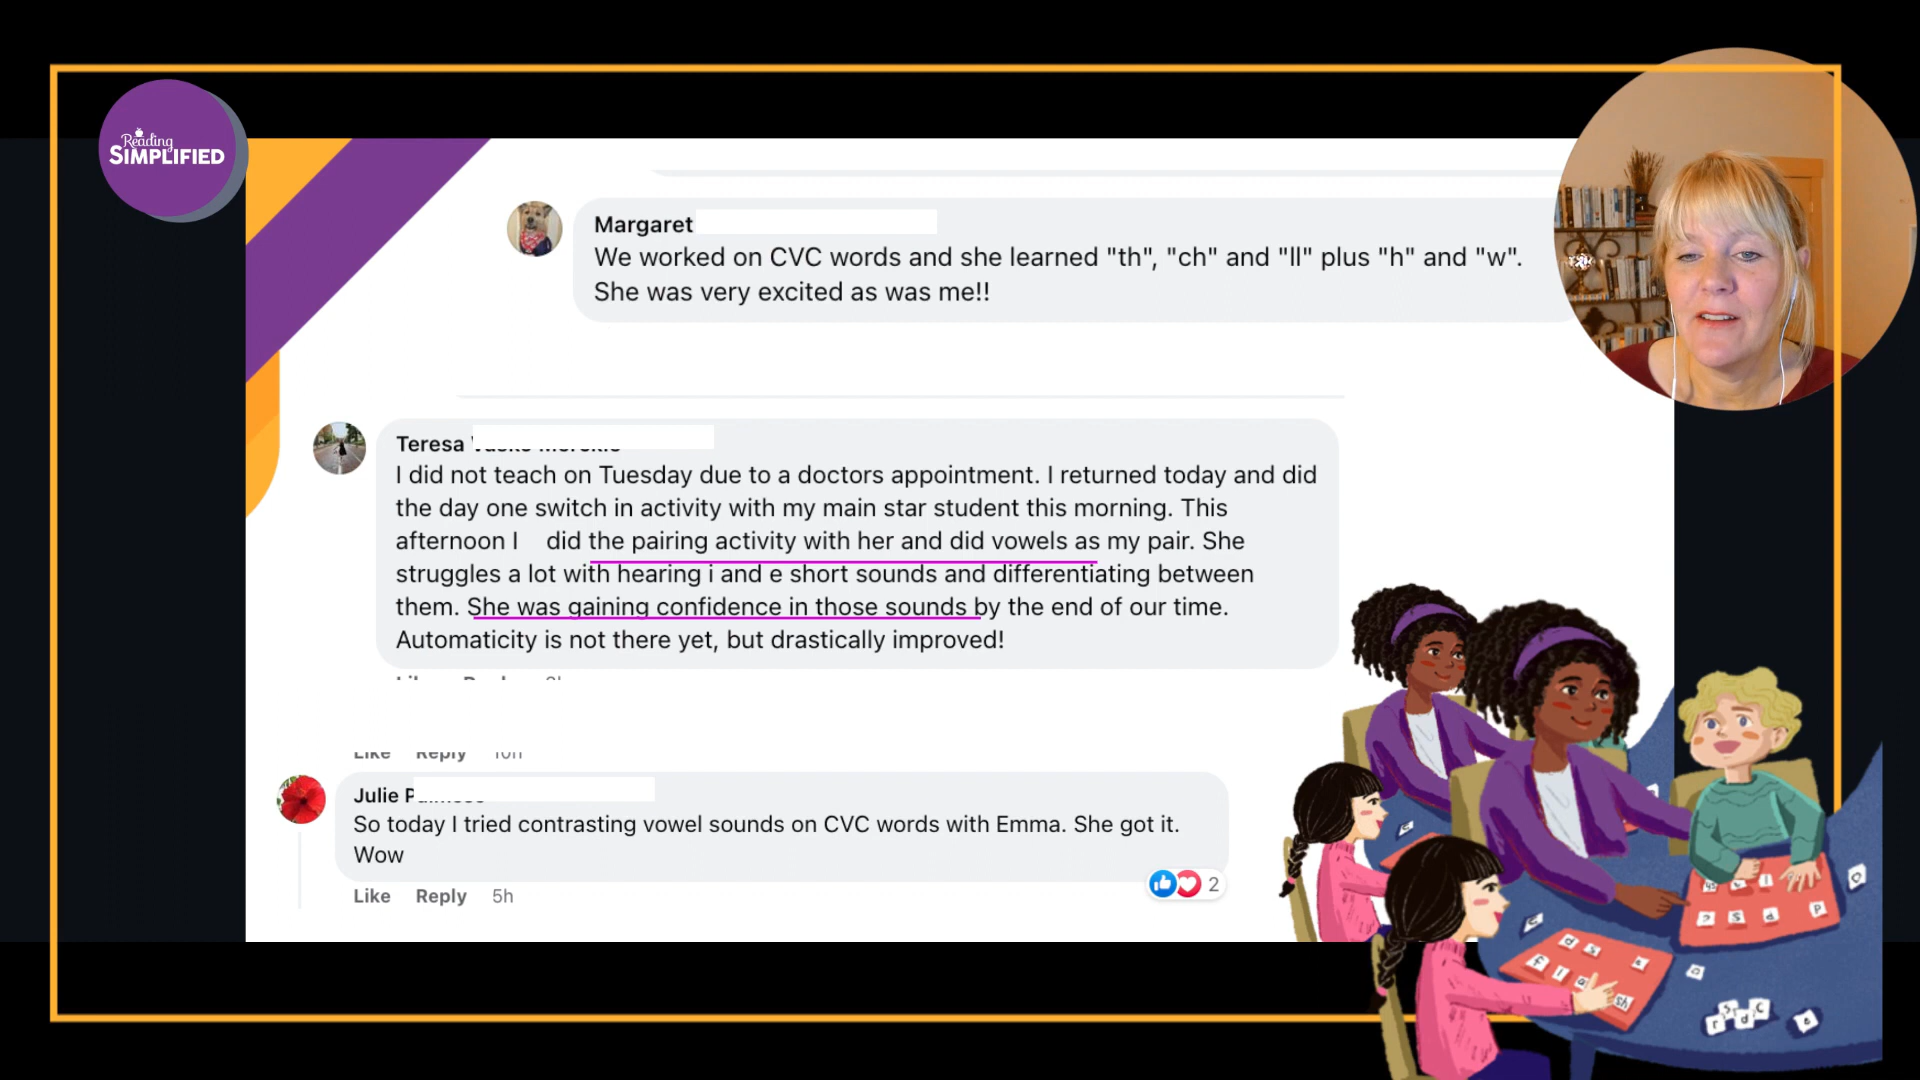 Reading
SIMPLIFIED
Margaret
We worked on CVC words and she learned "th", "ch" and "ll" plus "h" and "w".
She was very excited as was me!!
Teresa
I did not teach on Tuesday due to a doctors appointment. I returned today and did
the day one switch in activity with my main star student this morning. This
afternoon I did the pairing activity with her and did vowels as my pair. She
struggles a lot with hearing i and e short sounds and differentiating between
them. She was gaining confidence in those sounds by the end of our time.
Automaticity is not there yet, but drastically improved!
Like Reply 10h
Julie
So today I tried contrasting vowel sounds on CVC words with Emma. She got it.
Wow
2
Like Reply 5h